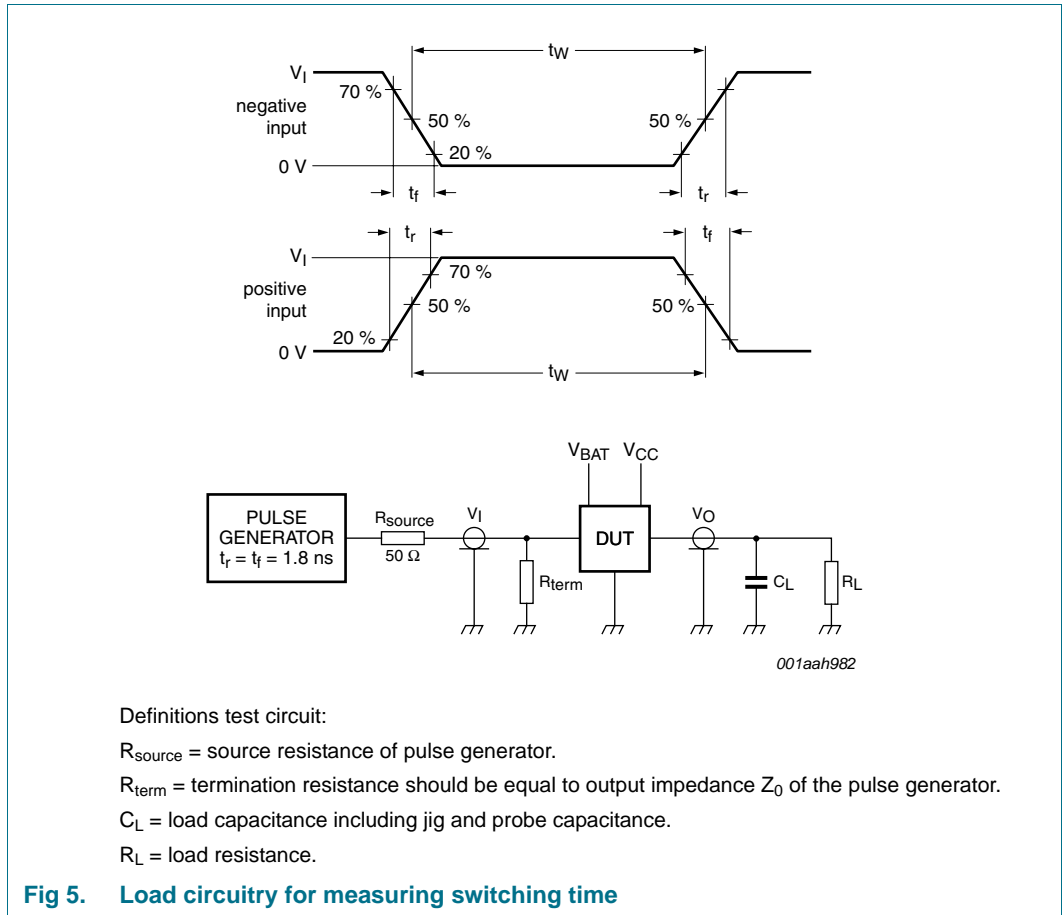 tW
VI
70 %
negative
input
50 %
50 %
20 %
0 V
tf
tr
tr
tf
VI
70 %
positive
input
50 %
50 %
20 %
0 V
tW
VBAT VCC
PULSE
GENERATOR
tr = tf = 1.8 ns
Rsource
50 Ω
VI
DUT
VO
Rterm
CL
RL
001aah982
Definitions test circuit:
Rsource = source resistance of pulse generator.
Rterm = termination resistance should be equal to output impedance Z0 of the pulse generator.
CL = load capacitance including jig and probe capacitance.
RL = load resistance.
Fig 5. Load circuitry for measuring switching time